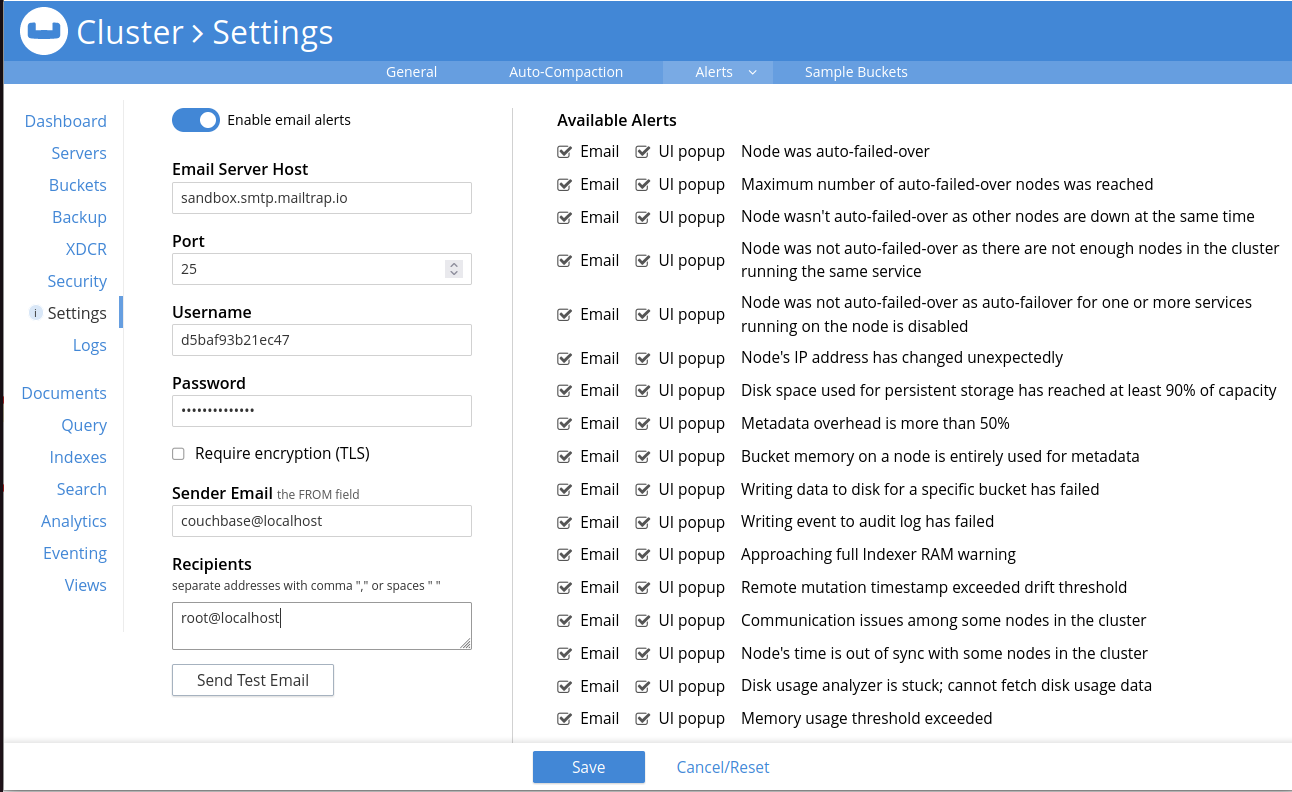 Cluster > Settings
General Auto-Compaction Alerts Sample Buckets
Dashboard
Servers
Buckets
Backup
XDCR
Security
i Settings
Logs
Documents
Query
Indexes
Search
Analytics
Eventing
Views
Enable email alerts
Email Server Host
sandbox.smtp.mailtrap.io
Port
25
Username
d5baf93b21ec47
Password
••••••••••••••
Require encryption (TLS)
Sender Email the FROM field
couchbase@localhost
Recipients
separate addresses with comma "," or spaces " "
root@localhost
Send Test Email
Available Alerts
Email UI popup Node was auto-failed-over
Email UI popup Maximum number of auto-failed-over nodes was reached
Email UI popup Node wasn't auto-failed-over as other nodes are down at the same time
Email UI popup Node was not auto-failed-over as there are not enough nodes in the cluster
running the same service
Email UI popup Node was not auto-failed-over as auto-failover for one or more services
running on the node is disabled
Email UI popup Node's IP address has changed unexpectedly
Email UI popup Disk space used for persistent storage has reached at least 90% of capacity
Email UI popup Metadata overhead is more than 50%
Email UI popup Bucket memory on a node is entirely used for metadata
Email UI popup Writing data to disk for a specific bucket has failed
Email UI popup Writing event to audit log has failed
Email UI popup Approaching full Indexer RAM warning
Email UI popup Remote mutation timestamp exceeded drift threshold
Email UI popup Communication issues among some nodes in the cluster
Email UI popup Node's time is out of sync with some nodes in the cluster
Email UI popup Disk usage analyzer is stuck; cannot fetch disk usage data
Email UI popup Memory usage threshold exceeded
Save Cancel/Reset